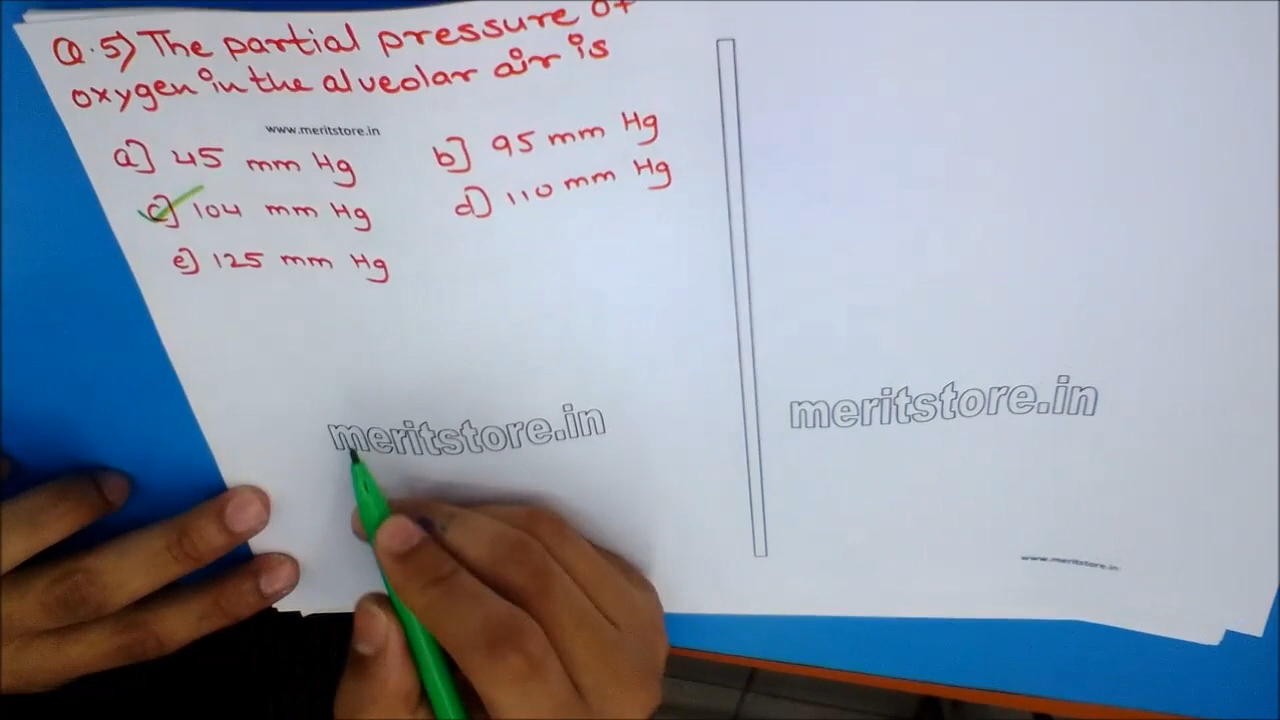 Q.5) The partial pressure of
oxygen in the alveolar air is
www.meritstore.in
a] 45 mm Hg
b] 95 mm Hg
c] 104 mm Hg
d] 110 mm Hg
e] 125 mm Hg
meritstore.in
meritstore.in
www.meritstore.in